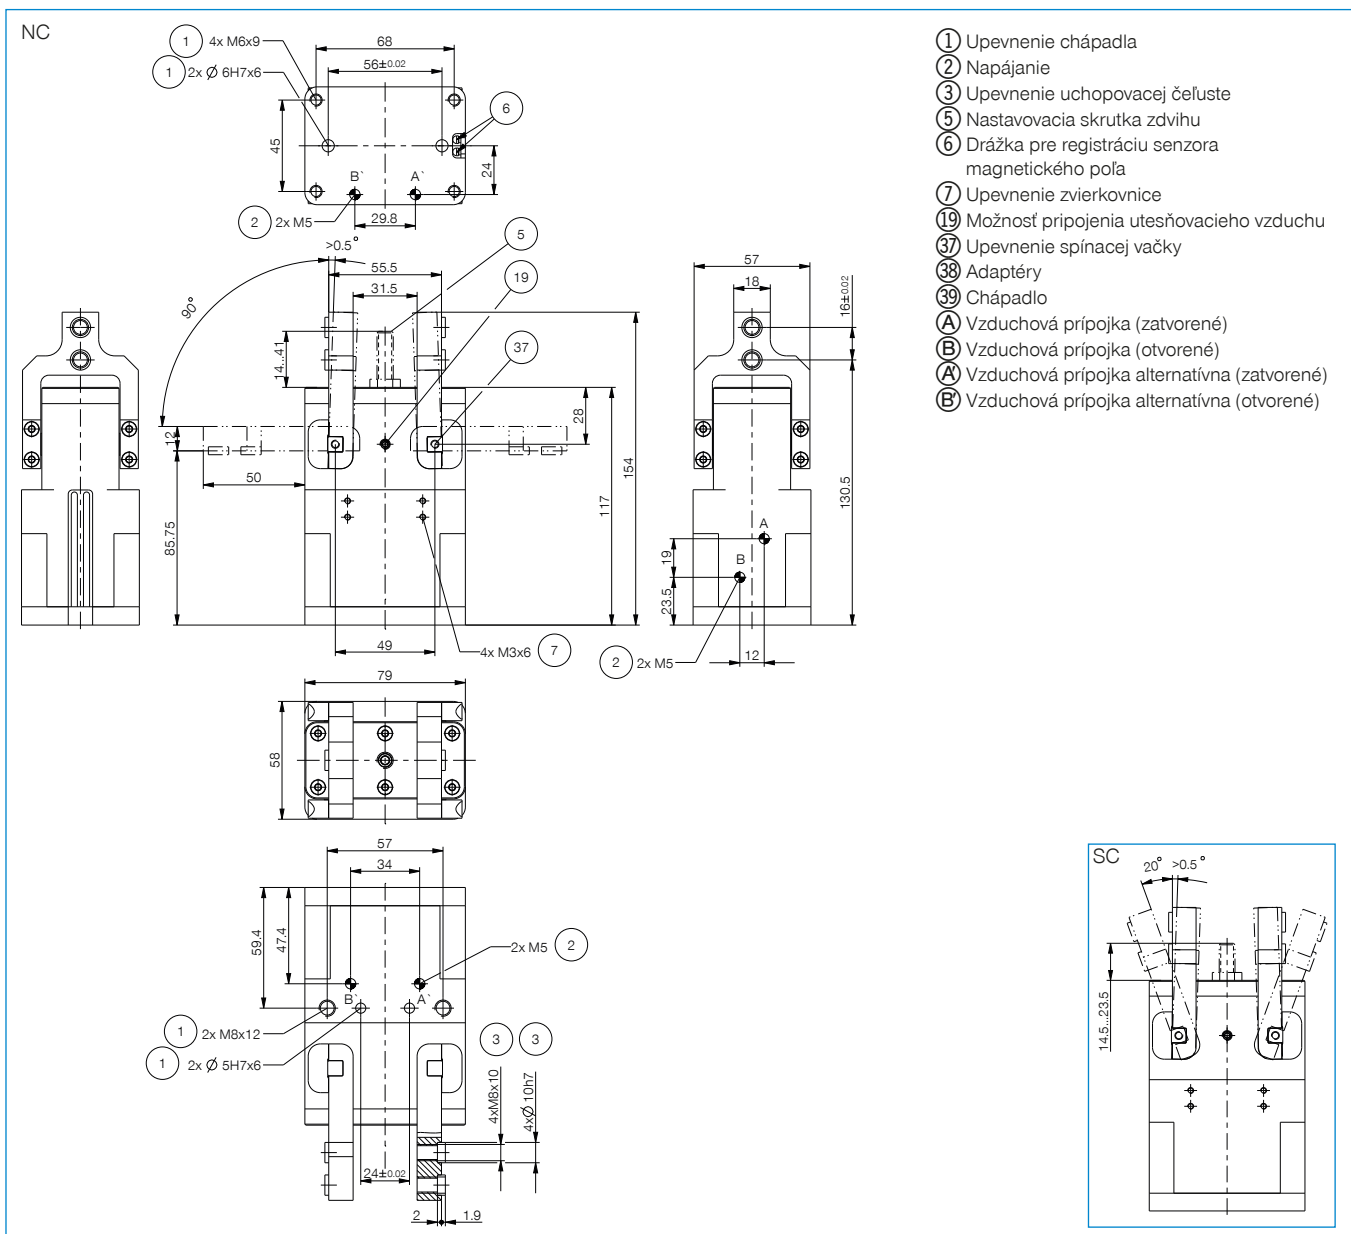 NC
1 4x M6x9
68
1 2x Ø 6H7x6
56±0.02
6
45
24
B`
A`
2 2x M5
29.8
>0.5°
5
55.5
19
31.5
90°
14...41
37
12
28
50
85.75
154
117
49
4x M3x6 7
57
18
16±0.02
A
19
B
130.5
23.5
2 2x M5
12
79
58
57
34
59.4
47.4
2x M5 2
B`
A`
1 2x M8x12
1 2x Ø 5H7x6
3 3
4xM8x10
4xØ 10h7
24±0.02
2
1.9
1 Upevnenie chápadla
2 Napájanie
3 Upevnenie uchopovacej čeľuste
5 Nastavovacia skrutka zdvihu
6 Drážka pre registráciu senzora
magnetického poľa
7 Upevnenie zvierkovnice
19 Možnosť pripojenia utesňovacieho vzduchu
37 Upevnenie spínacej vačky
38 Adaptéry
39 Chápadlo
A Vzduchová prípojka (zatvorené)
B Vzduchová prípojka (otvorené)
A' Vzduchová prípojka alternatívna (zatvorené)
B' Vzduchová prípojka alternatívna (otvorené)
SC
20°
>0.5°
14.5...23.5